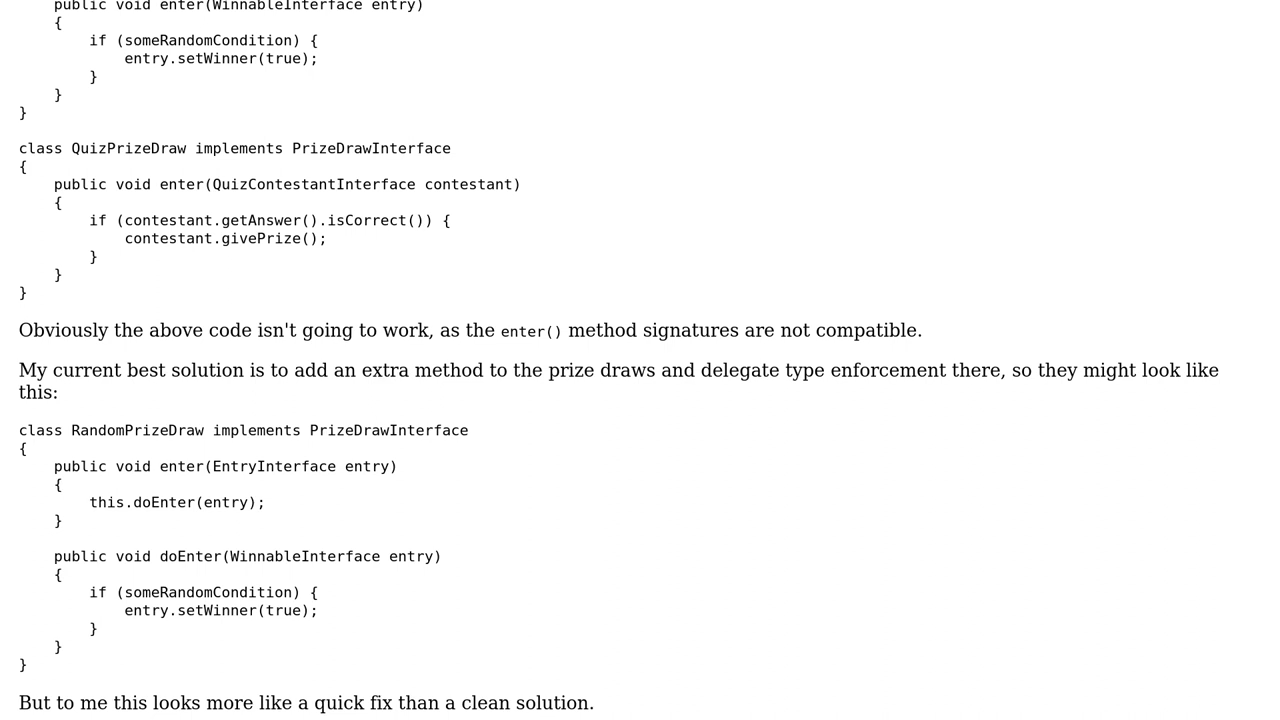 public void enter(WinnableInterface entry)
    {
        if (someRandomCondition) {
            entry.setWinner(true);
        }
    }
}
class QuizPrizeDraw implements PrizeDrawInterface
{
    public void enter(QuizContestantInterface contestant)
    {
        if (contestant.getAnswer().isCorrect()) {
            contestant.givePrize();
        }
    }
}
Obviously the above code isn't going to work, as the enter() method signatures are not compatible.
My current best solution is to add an extra method to the prize draws and delegate type enforcement there, so they might look like
this:
class RandomPrizeDraw implements PrizeDrawInterface
{
    public void enter(EntryInterface entry)
    {
        this.doEnter(entry);
    }
    public void doEnter(WinnableInterface entry)
    {
        if (someRandomCondition) {
            entry.setWinner(true);
        }
    }
}
But to me this looks more like a quick fix than a clean solution.